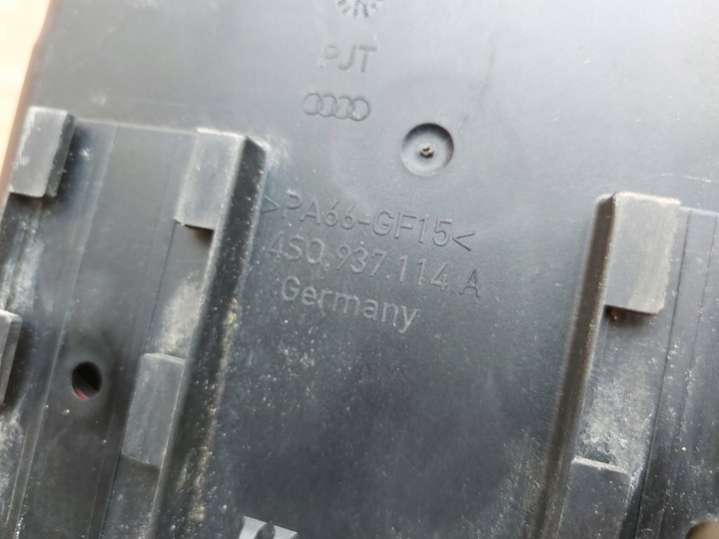 PJT
>PA66-GF15<
4S0.937.114.A
Germany